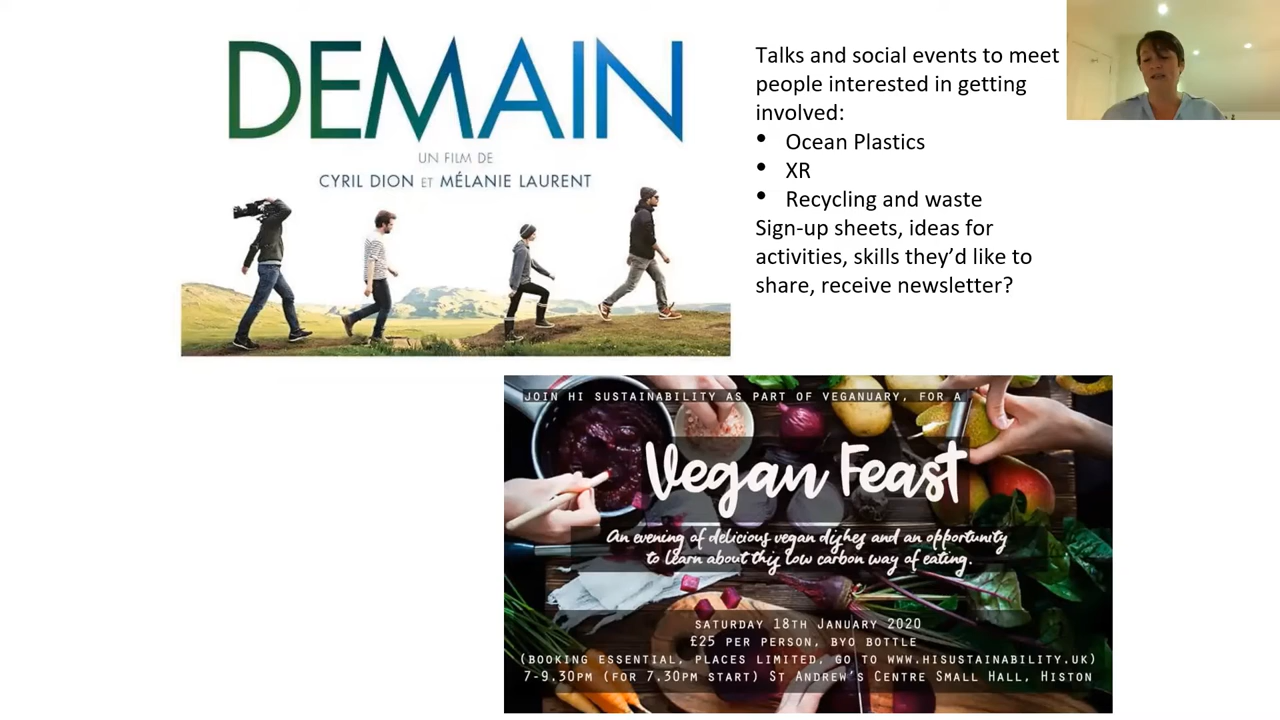 DEMAIN
UN FILM DE
CYRIL DION ET MÉLANIE LAURENT
Talks and social events to meet
people interested in getting
involved:
• Ocean Plastics
• XR
• Recycling and waste
Sign-up sheets, ideas for
activities, skills they’d like to
share, receive newsletter?
JOIN HI SUSTAINABILITY AS PART OF VEGANUARY, FOR A
Vegan Feast
An evening of delicious vegan dishes and an opportunity
to learn about this low carbon way of eating.
SATURDAY 18TH JANUARY 2020
£25 PER PERSON, BYO BOTTLE
(BOOKING ESSENTIAL, PLACES LIMITED, GO TO WWW.HISUSTAINABILITY.UK)
7-9.30PM (FOR 7.30PM START) ST ANDREW'S CENTRE SMALL HALL, HISTON